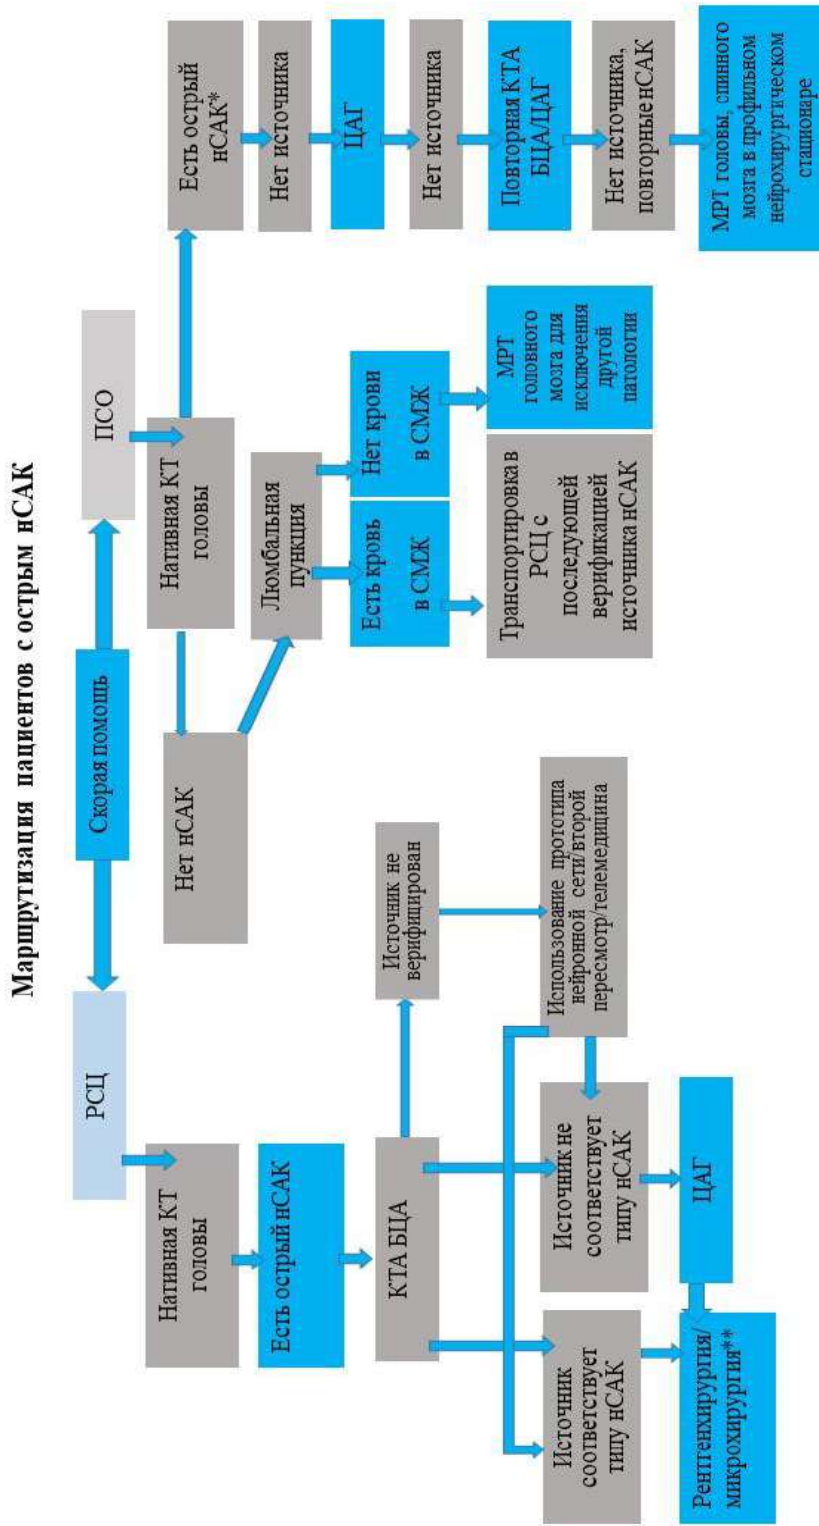 Маршрутизация пациентов с острым нСАК
Скорая помощь
РСЦ
ПСО
Нативная КТ
головы
Есть острый нСАК
КТА БЦА
Источник не
верифицирован
Использование прототипа
нейронной сети/второй
пересмотр/телемедицина
Источник
соответствует
типу нСАК
Источник не
соответствует
типу нСАК
ЦАГ
Рентгенхирургия/
микрохирургия**
Нативная КТ
головы
Нет нСАК
Люмбальная
пункция
Есть кровь
в СМЖ
Нет крови
в СМЖ
Транспортировка в
РСЦ с
последующей
верификацией
источника нСАК
МРТ
головного
мозга для
исключения
другой
патологии
Есть острый
нСАК*
Нет источника
ЦАГ
Нет источника
Повторная КТА
БЦА/ЦАГ
Нет источника,
повторные нСАК
МРТ головы, спинного
мозга в профильном
нейрохирургическом
стационаре